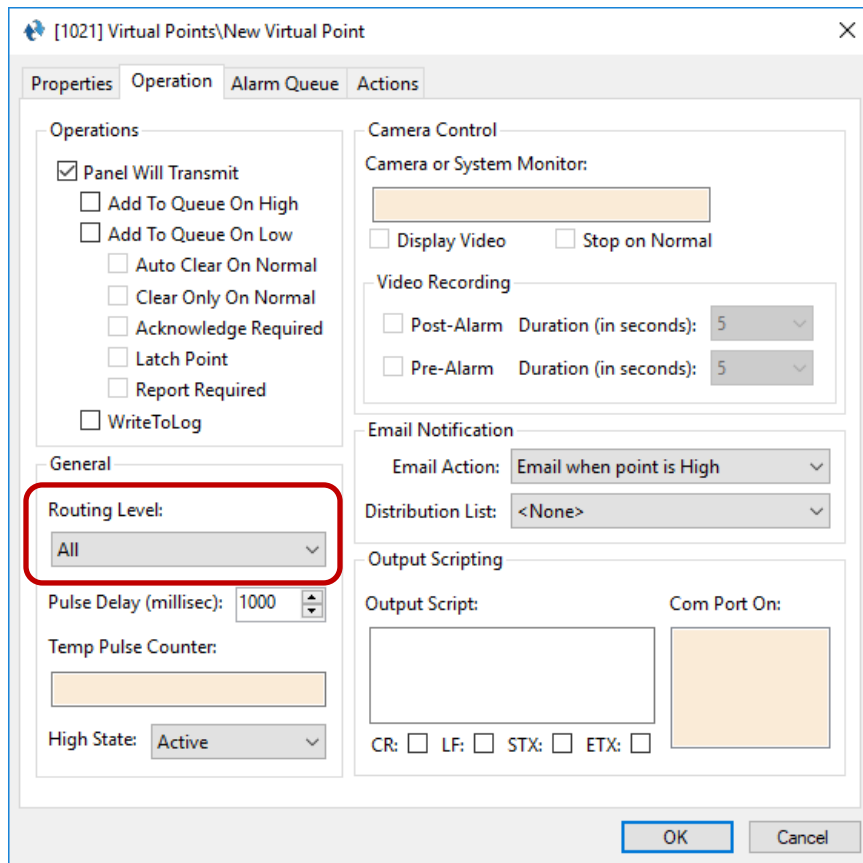 [1021] Virtual Points\New Virtual Point
Properties Operation Alarm Queue Actions
Operations
Panel Will Transmit
Add To Queue On High
Add To Queue On Low
Auto Clear On Normal
Clear Only On Normal
Acknowledge Required
Latch Point
Report Required
WriteToLog
General
Routing Level:
All
Pulse Delay (millisec): 1000
Temp Pulse Counter:
High State: Active
Camera Control
Camera or System Monitor:
Display Video Stop on Normal
Video Recording
Post-Alarm Duration (in seconds): 5
Pre-Alarm Duration (in seconds): 5
Email Notification
Email Action: Email when point is High
Distribution List: <None>
Output Scripting
Output Script: Com Port On:
CR: LF: STX: ETX:
OK Cancel